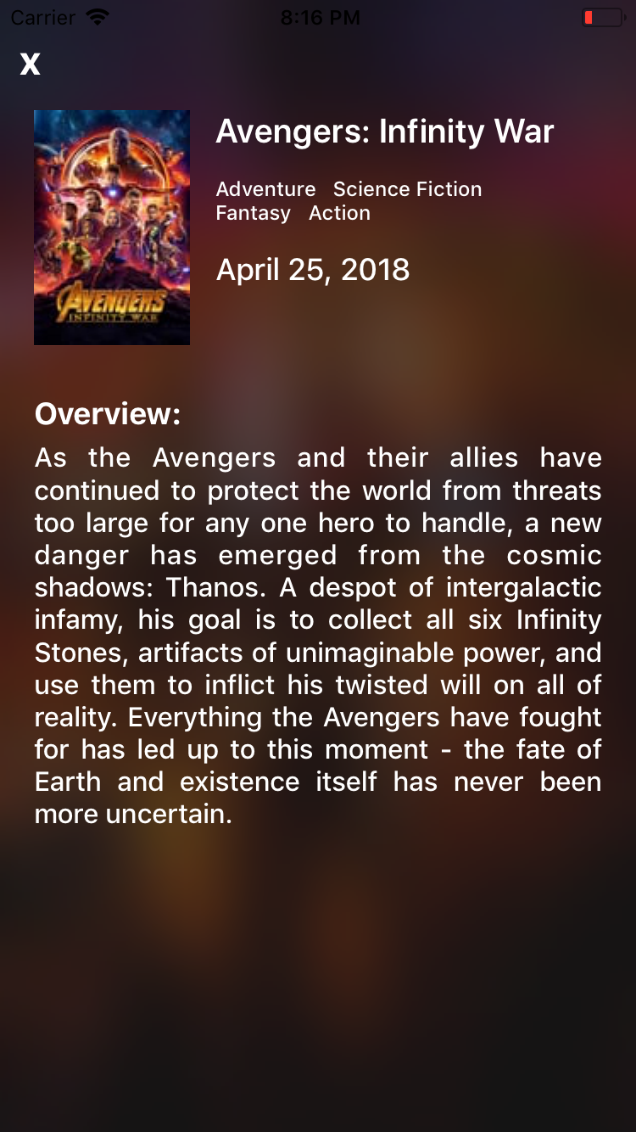 Carrier 8:16 PM
X
AVENGERS
INFINITY WAR
Avengers: Infinity War
Adventure Science Fiction
Fantasy Action
April 25, 2018
Overview:
As the Avengers and their allies have
continued to protect the world from threats
too large for any one hero to handle, a new
danger has emerged from the cosmic
shadows: Thanos. A despot of intergalactic
infamy, his goal is to collect all six Infinity
Stones, artifacts of unimaginable power, and
use them to inflict his twisted will on all of
reality. Everything the Avengers have fought
for has led up to this moment - the fate of
Earth and existence itself has never been
more uncertain.